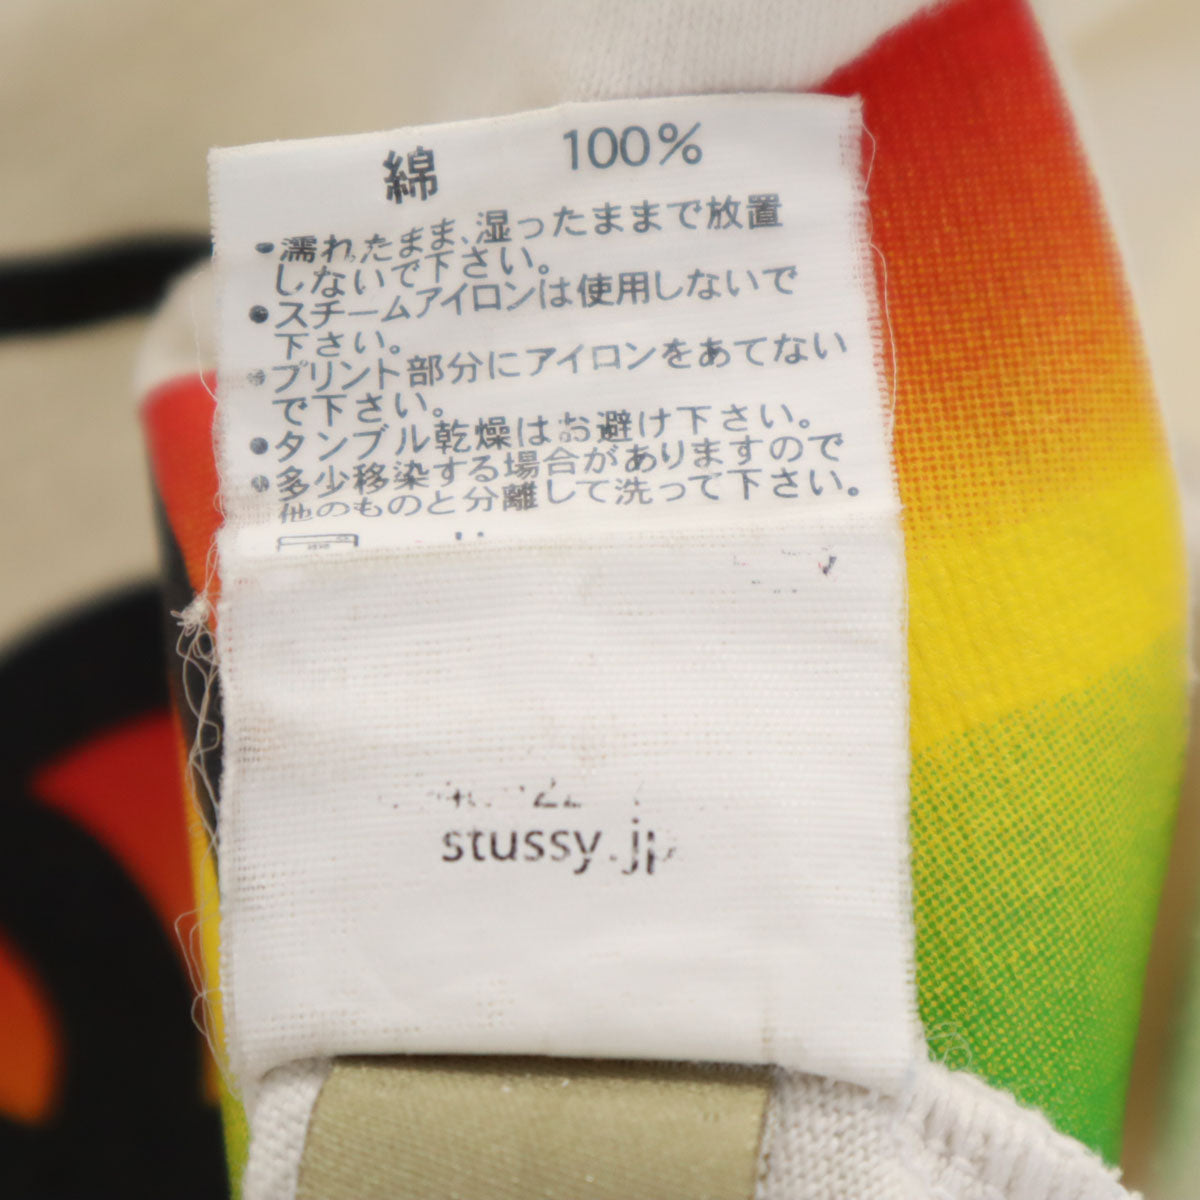 綿 100%
・濡れたまま、湿ったままで放置
しないで下さい。
●スチームアイロンは使用しないで
下さい。
●プリント部分にアイロンをあてない
で下さい。
●タンブル乾燥はお避け下さい。
●多少移染する場合がありますので
他のものと分離して洗って下さい。
stussy.jp